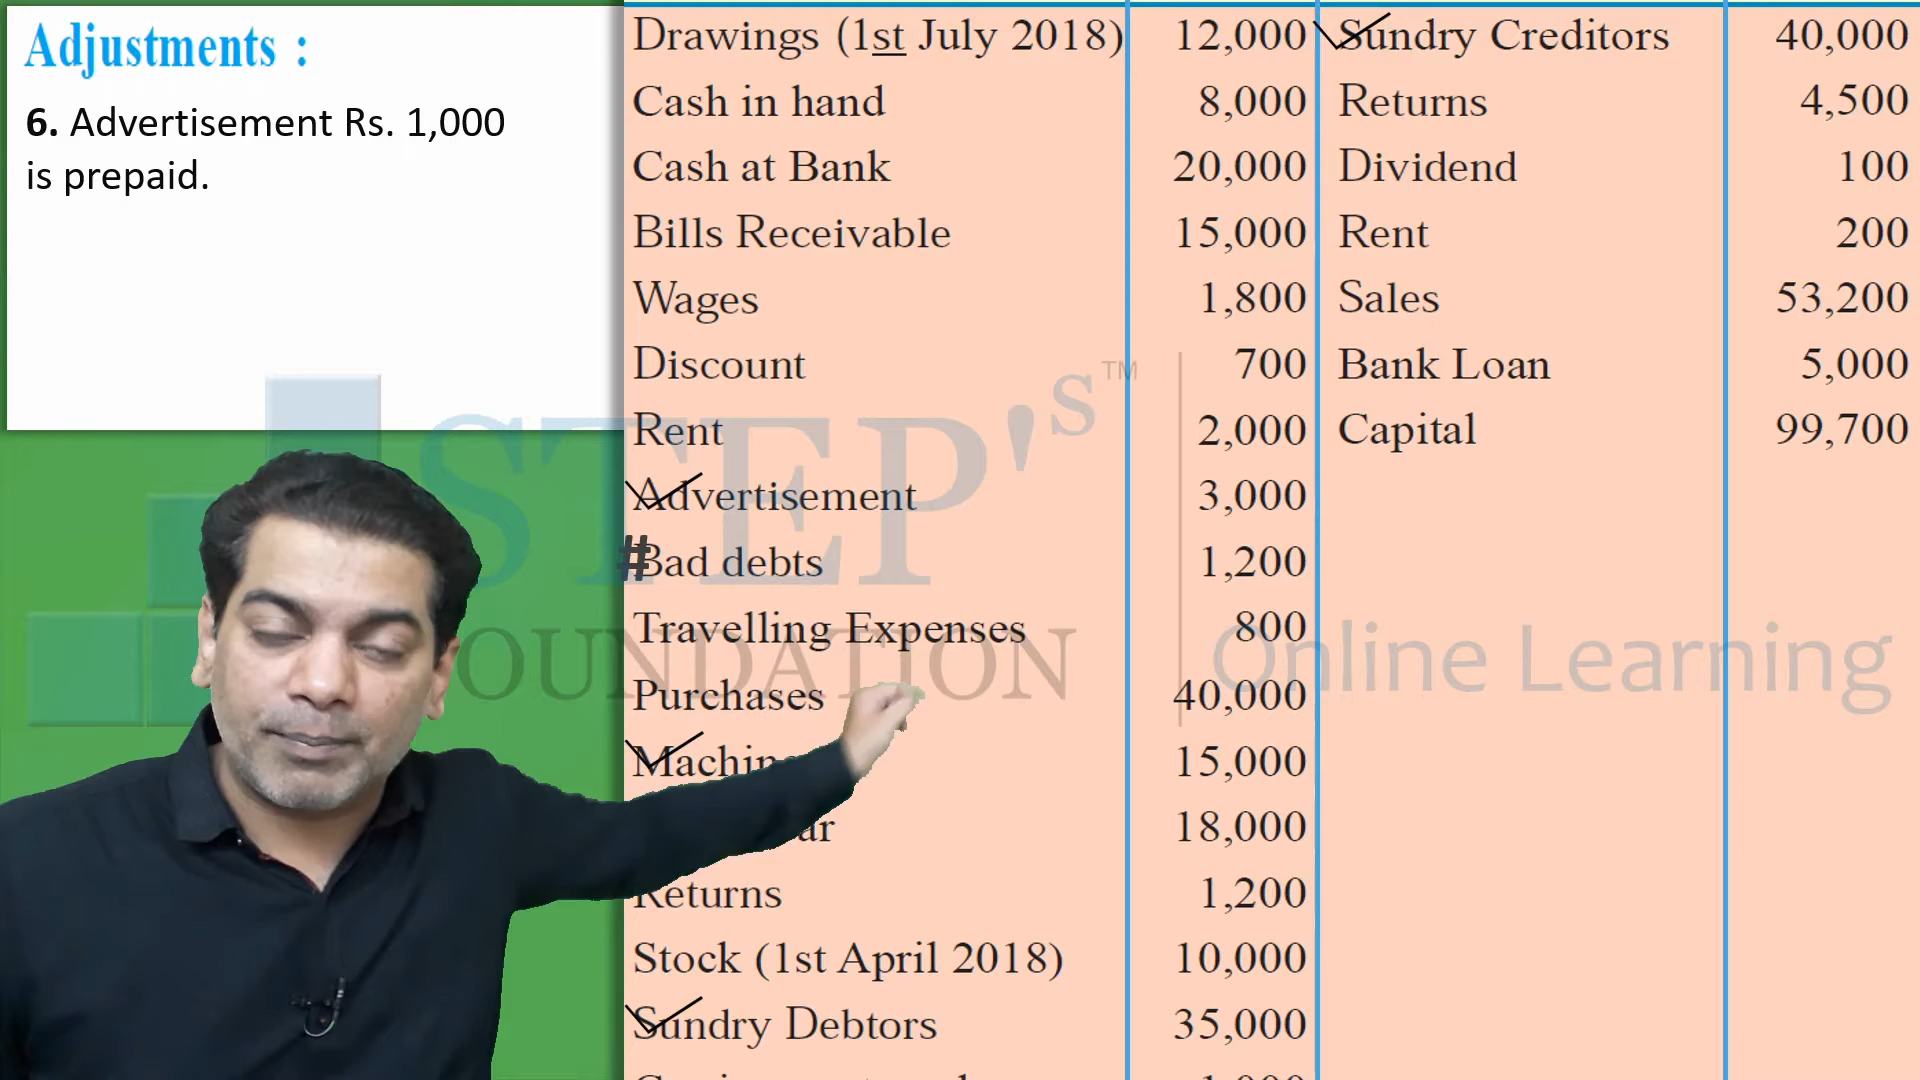 Adjustments :
6. Advertisement Rs. 1,000
is prepaid.
Drawings (1st July 2018) 12,000 Sundry Creditors 40,000
Cash in hand 8,000 Returns 4,500
Cash at Bank 20,000 Dividend 100
Bills Receivable 15,000 Rent 200
Wages 1,800 Sales 53,200
Discount 700 Bank Loan 5,000
Rent 2,000 Capital 99,700
Advertisement 3,000
# Bad debts 1,200
Travelling Expenses 800
Purchases 40,000
15,000
18,000
Returns 1,200
Stock (1st April 2018) 10,000
Sundry Debtors 35,000
STEP's™
Online Learning